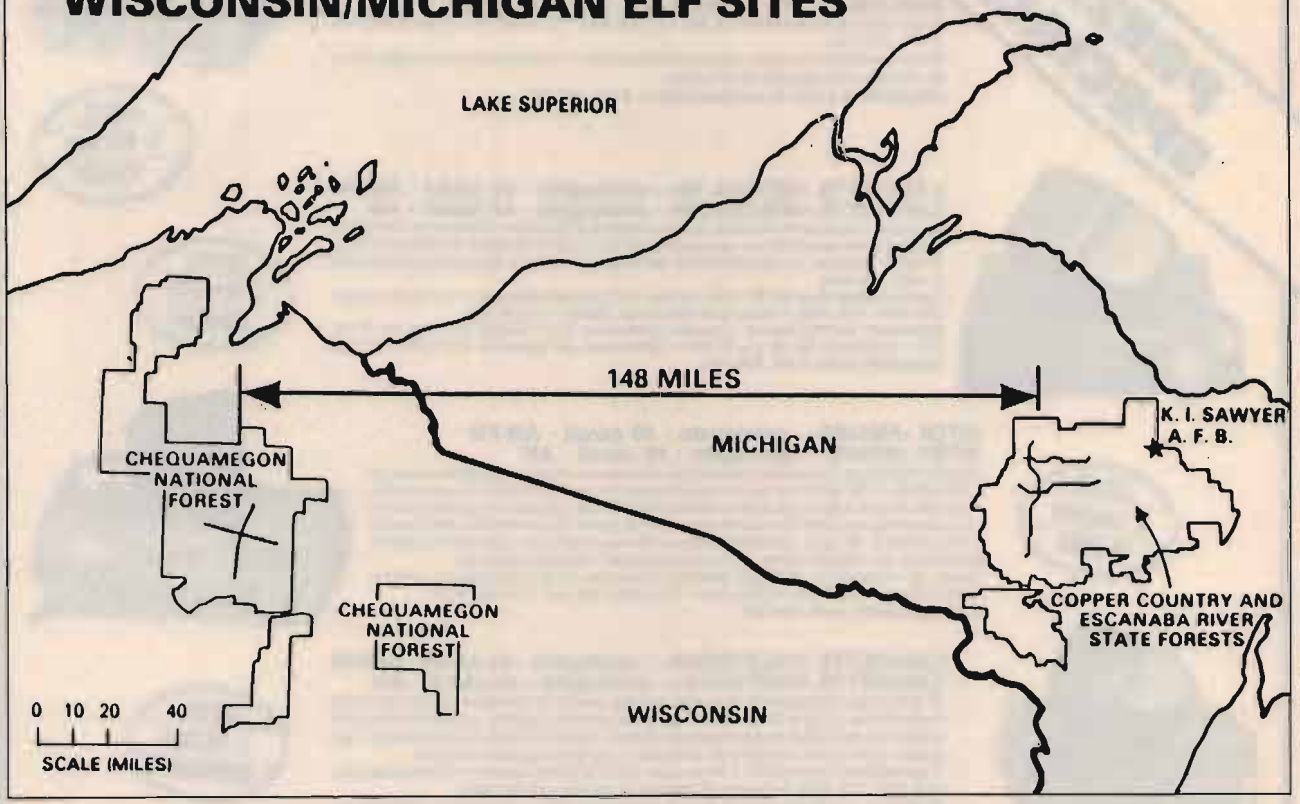 WISCONSIN/MICHIGAN ELF SITES
LAKE SUPERIOR
148 MILES
K. I. SAWYER
A. F. B.
MICHIGAN
CHEQUAMEGON
NATIONAL
FOREST
CHEQUAMEGON
NATIONAL
FOREST
COPPER COUNTRY AND
ESCANABA RIVER
STATE FORESTS
WISCONSIN
0 10 20 40
SCALE (MILES)